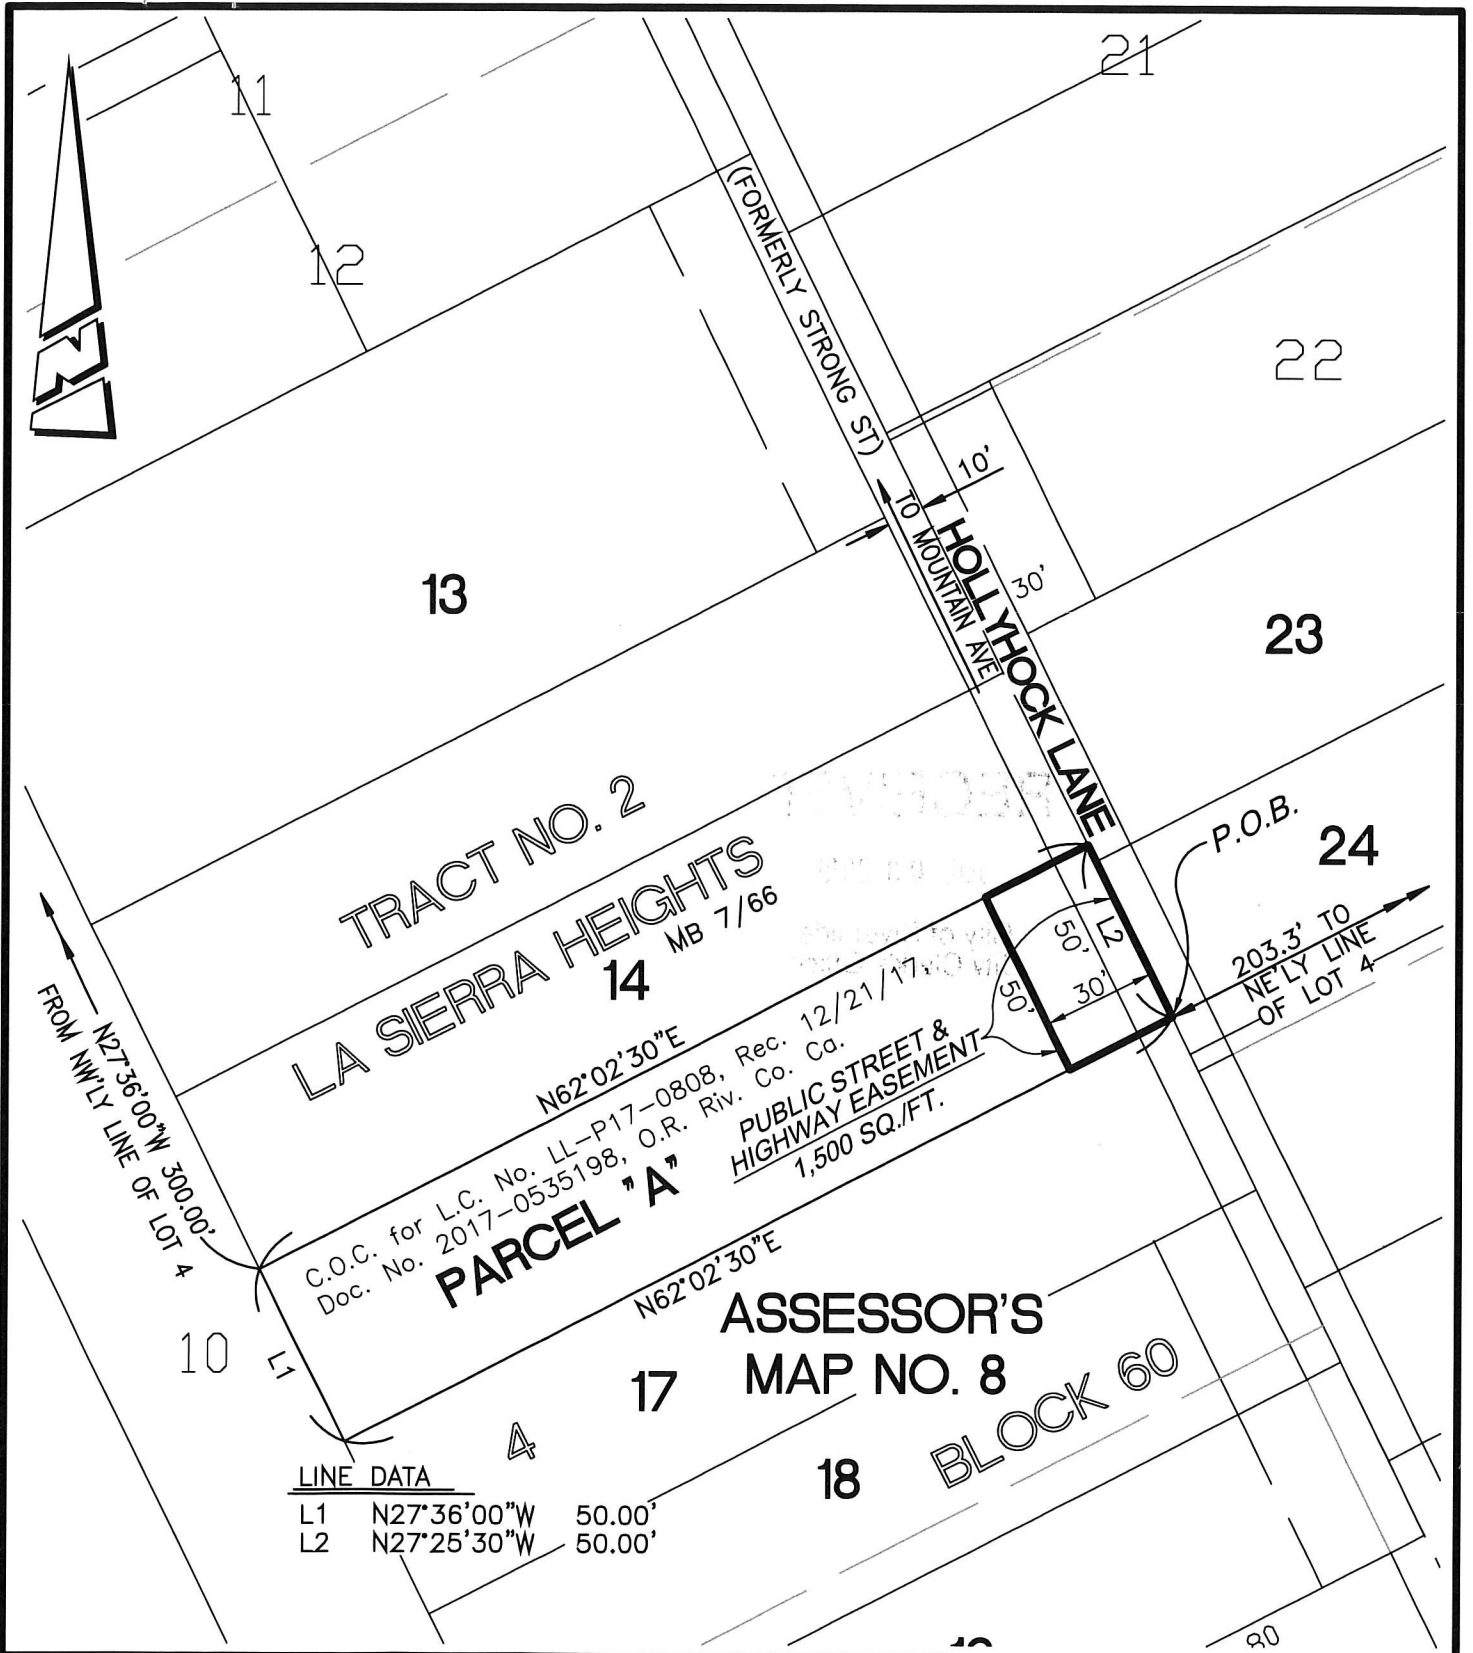 11
21
12
(FORMERLY STRONG ST)
22
10'
TO MOUNTAIN AVE
HOLLYHOCK LANE
30'
13
23
TRACT NO. 2
LA SIERRA HEIGHTS
MB 7/66
14
P.O.B.
24
203.3' TO
NE'LY LINE
OF LOT 4
L2
50'
50'
30'
N27°36'00"W 300.00'
FROM NW'LY LINE OF LOT 4
N62°02'30"E
C.O.C. for L.C. No. LL-P17-0808, Rec. 12/21/17,
Doc. No. 2017-0535198, O.R. Riv. Co. Ca.
PARCEL "A"
PUBLIC STREET &
HIGHWAY EASEMENT
1,500 SQ./FT.
N62°02'30"E
10
L1
ASSESSOR'S
MAP NO. 8
17
4
BLOCK 60
18
LINE DATA
L1 N27°36'00"W 50.00'
L2 N27°25'30"W 50.00'
80
N